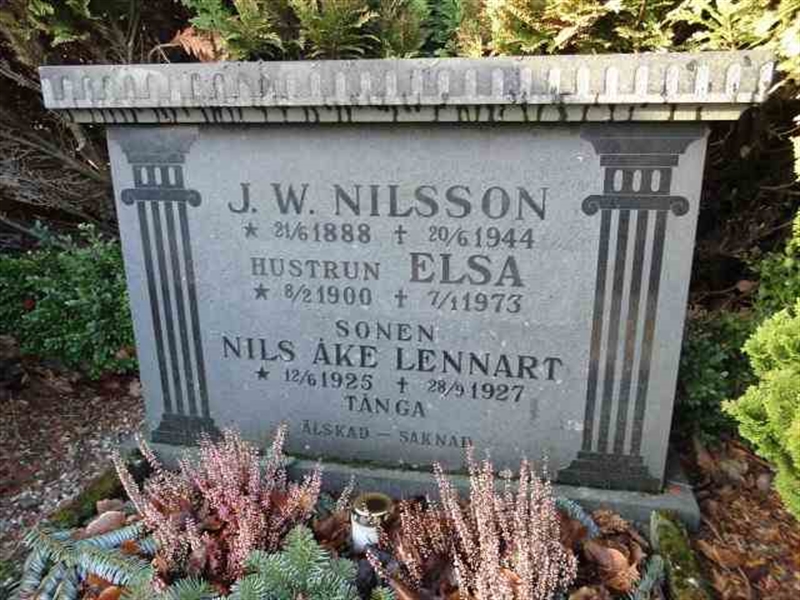 J. W. NILSSON
★ 21/6 1888 † 20/6 1944
HUSTRUN ELSA
★ 8/2 1900 † 7/1 1973
SONEN
NILS ÅKE LENNART
★ 12/6 1925 † 28/9 1927
TÅNGA
ÄLSKAD — SAKNAD